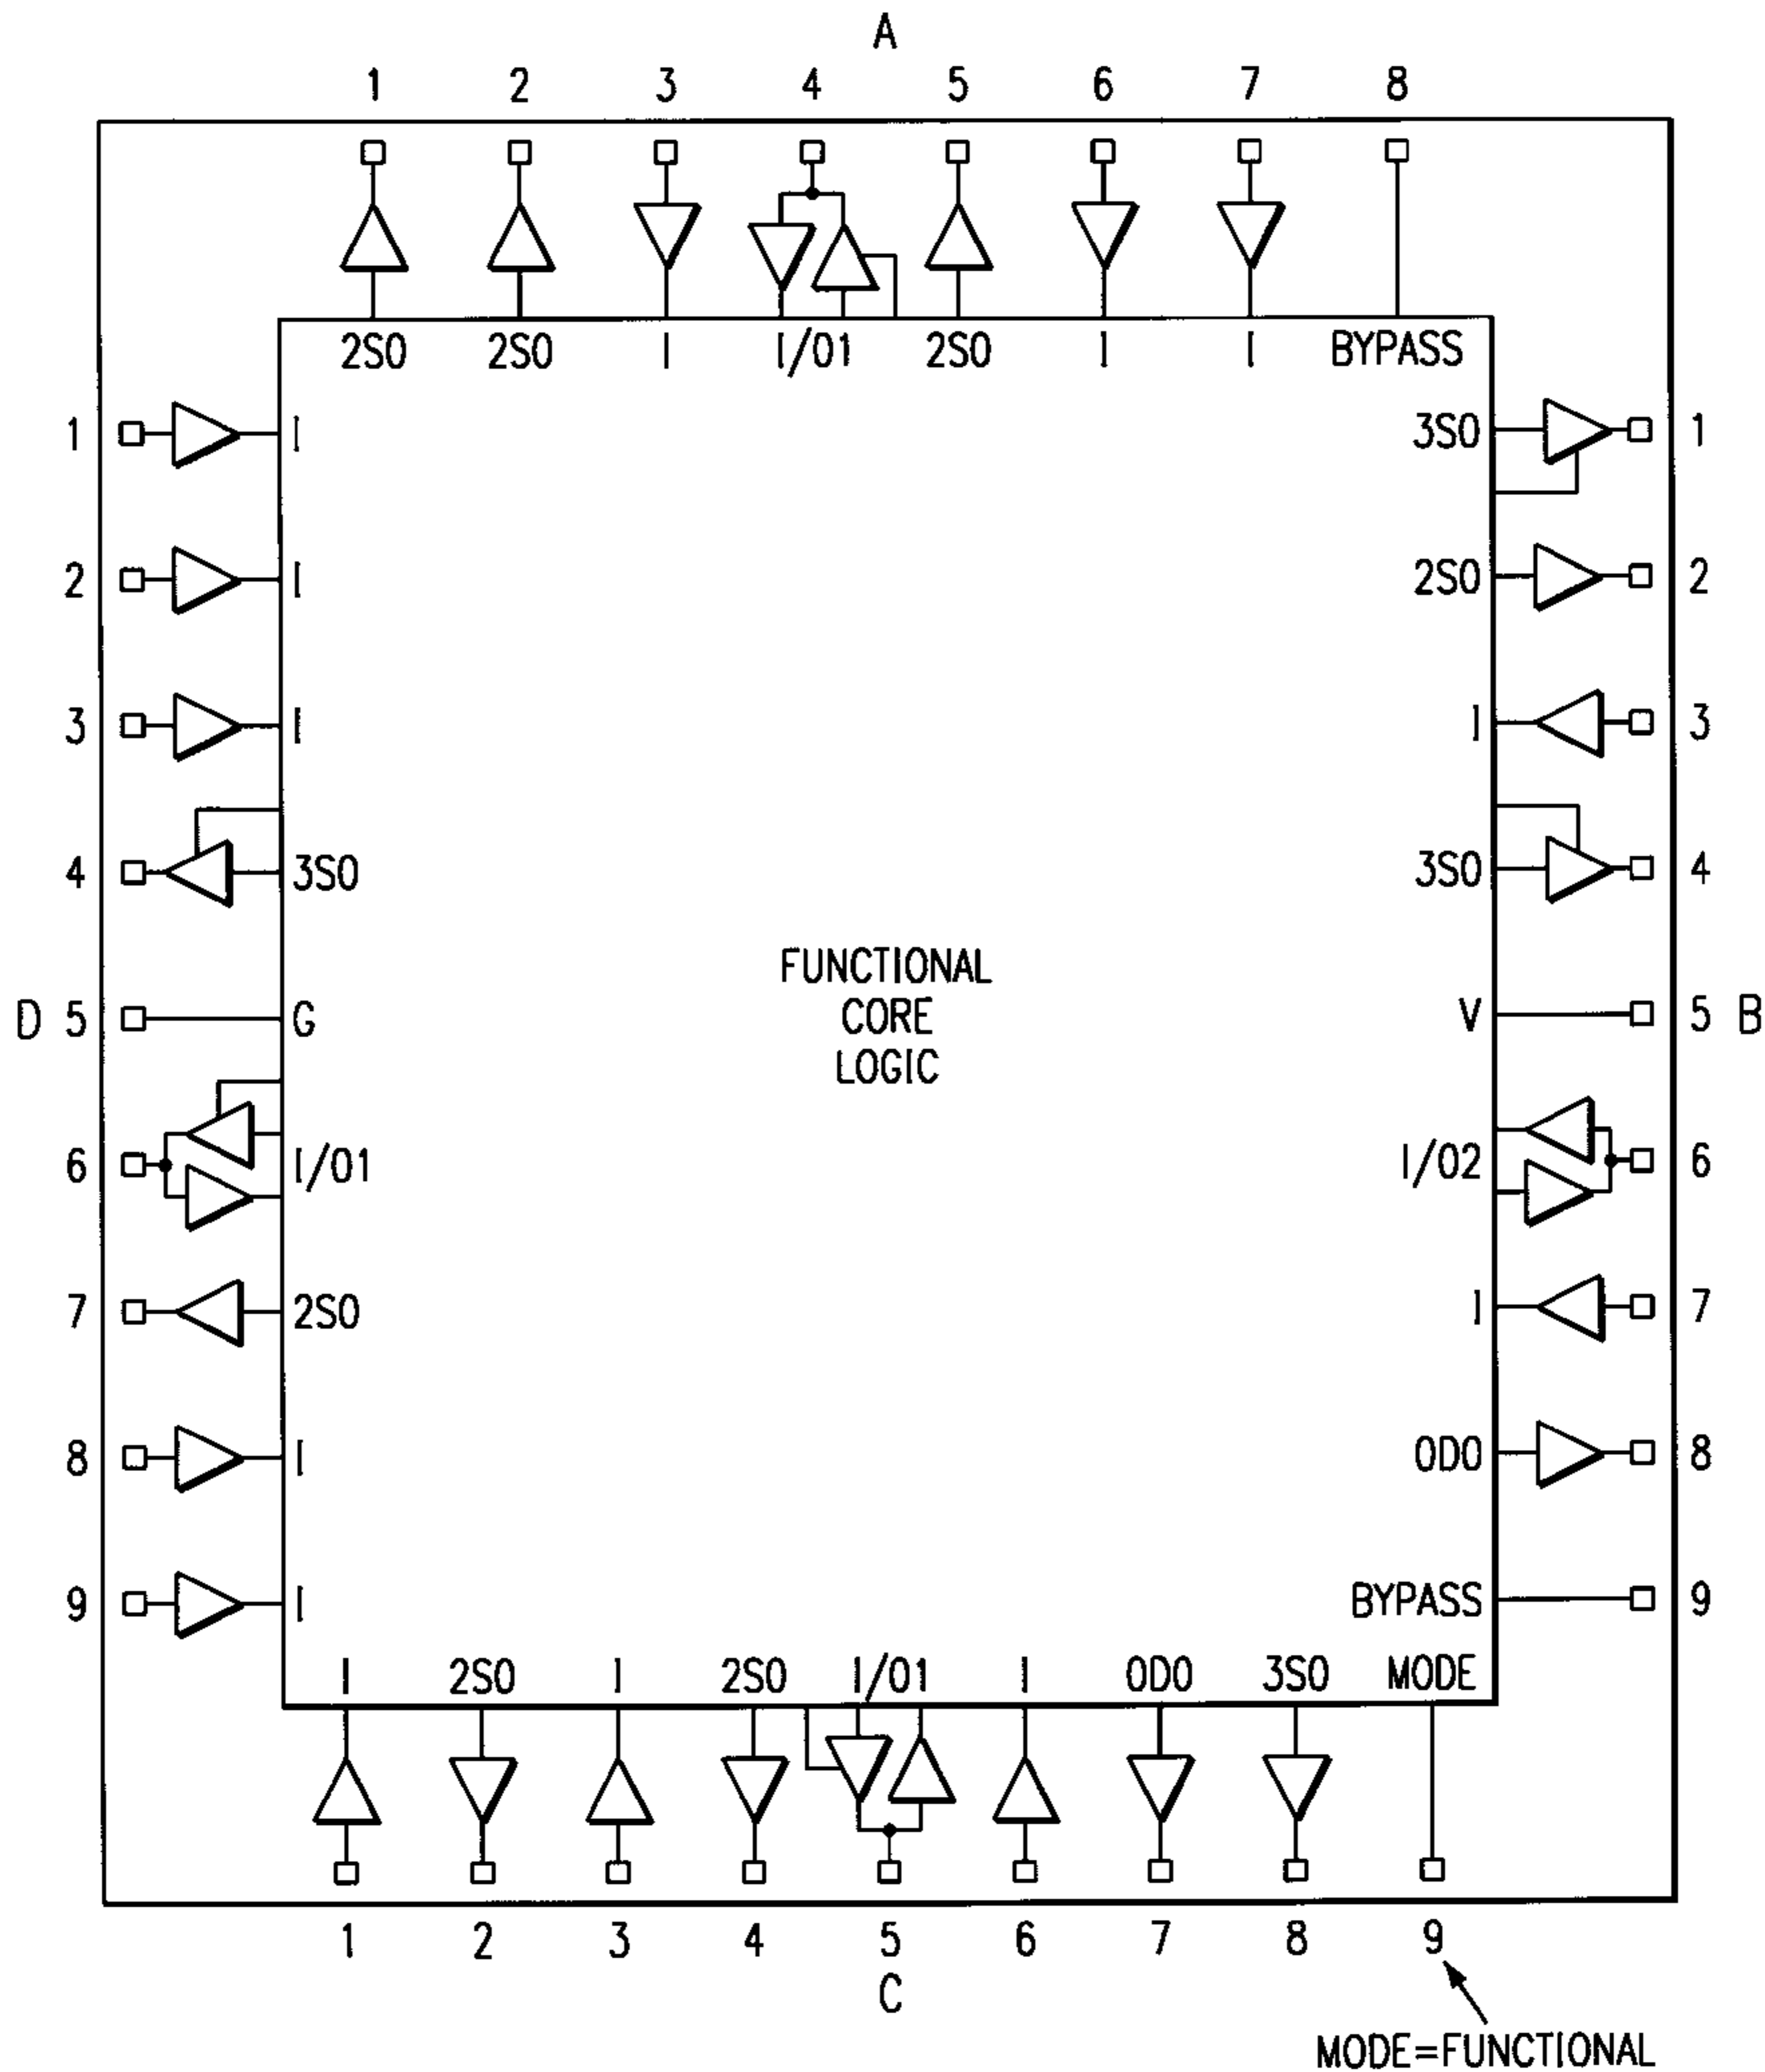 A
1 2 3 4 5 6 7 8
2SO 2SO I I/O1 2SO I I BYPASS
1 I 3SO 1
2 I 2SO 2
3 I I 3
4 3SO 3SO 4
FUNCTIONAL
CORE
LOGIC
D 5 G V 5 B
6 I/O1 I/O2 6
7 2SO I 7
8 I ODO 8
9 I BYPASS 9
I 2SO I 2SO I/O1 I ODO 3SO MODE
1 2 3 4 5 6 7 8 9
C
MODE=FUNCTIONAL